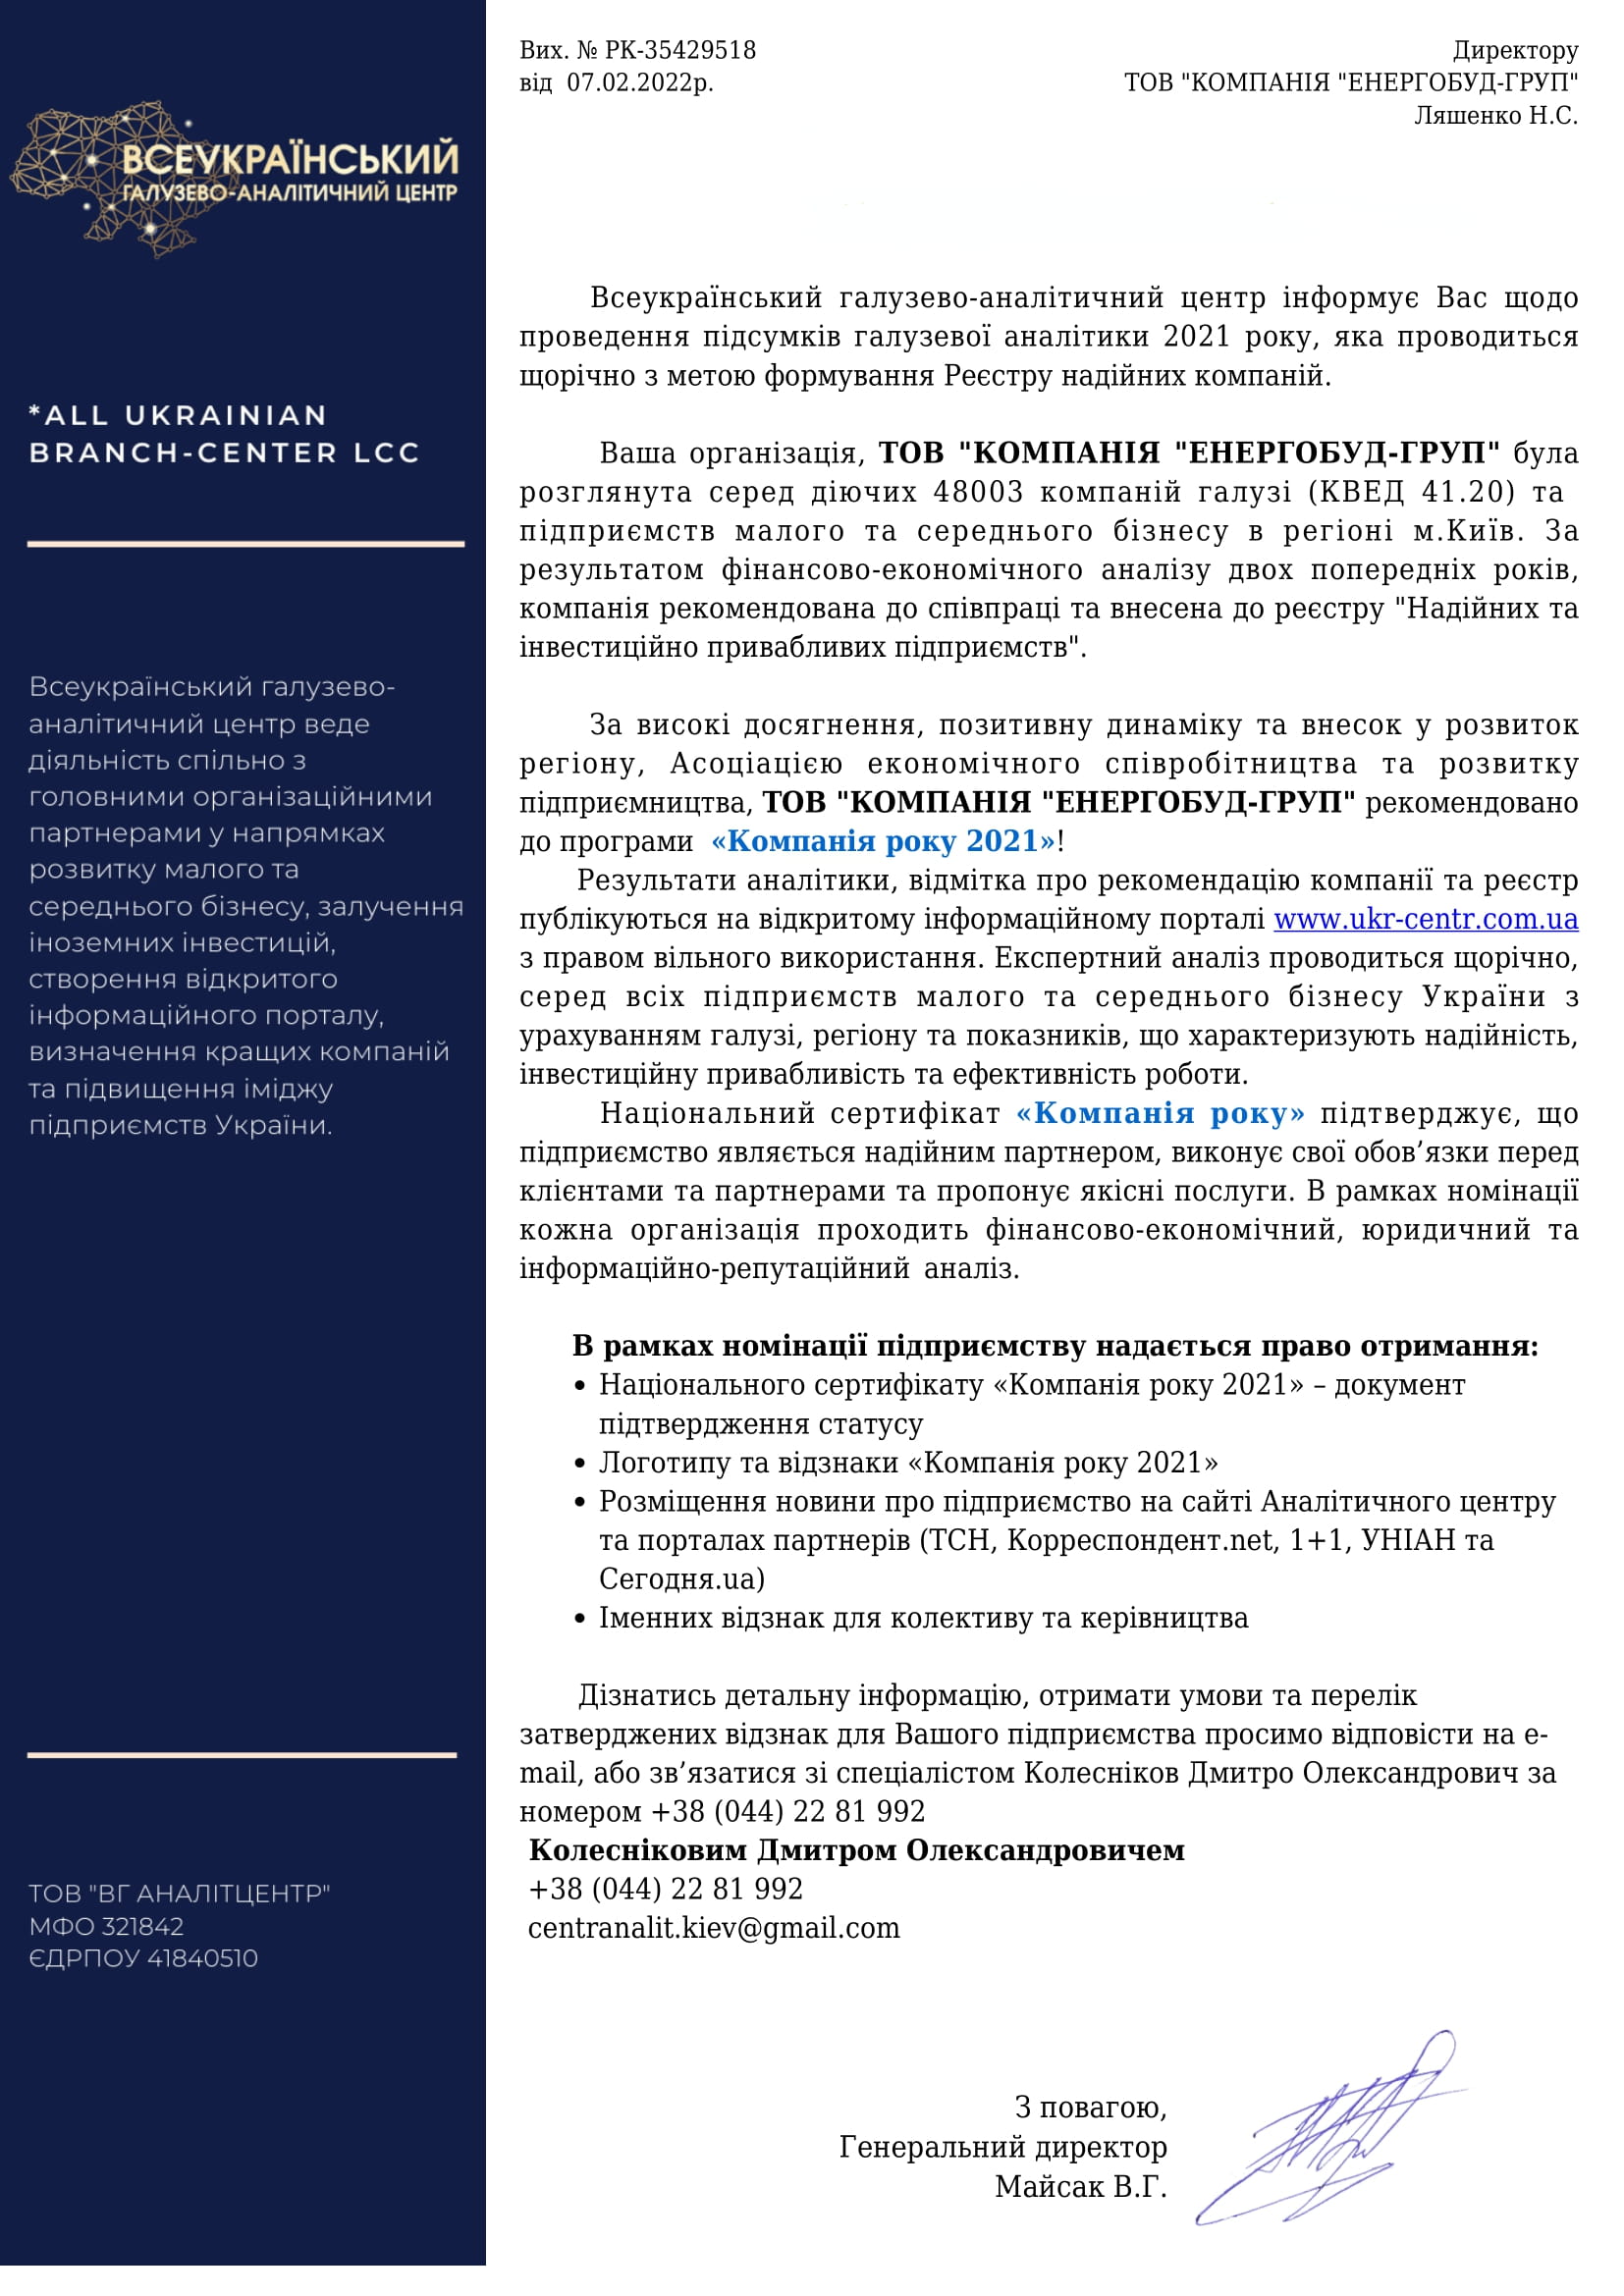 ВСЕУКРАЇНСЬКИЙ
ГАЛУЗЕВО-АНАЛІТИЧНИЙ ЦЕНТР
*ALL UKRAINIAN
BRANCH-CENTER LCC
Всеукраїнський галузево-
аналітичний центр веде
діяльність спільно з
головними організаційними
партнерами у напрямках
розвитку малого та
середнього бізнесу, залучення
іноземних інвестицій,
створення відкритого
інформаційного порталу,
визначення кращих компаній
та підвищення іміджу
підприємств України.
ТОВ "ВГ АНАЛІТЦЕНТР"
МФО 321842
ЄДРПОУ 41840510
Вих. № РК-35429518
від 07.02.2022р.
Директору
ТОВ "КОМПАНІЯ "ЕНЕРГОБУД-ГРУП"
Ляшенко Н.С.
Всеукраїнський галузево-аналітичний центр інформує Вас щодо
проведення підсумків галузевої аналітики 2021 року, яка проводиться
щорічно з метою формування Реєстру надійних компаній.
Ваша організація, ТОВ "КОМПАНІЯ "ЕНЕРГОБУД-ГРУП" була
розглянута серед діючих 48003 компаній галузі (КВЕД 41.20) та
підприємств малого та середнього бізнесу в регіоні м.Київ. За
результатом фінансово-економічного аналізу двох попередніх років,
компанія рекомендована до співпраці та внесена до реєстру "Надійних та
інвестиційно привабливих підприємств".
За високі досягнення, позитивну динаміку та внесок у розвиток
регіону, Асоціацією економічного співробітництва та розвитку
підприємництва, ТОВ "КОМПАНІЯ "ЕНЕРГОБУД-ГРУП" рекомендовано
до програми «Компанія року 2021»!
Результати аналітики, відмітка про рекомендацію компанії та реєстр
публікуються на відкритому інформаційному порталі www.ukr-centr.com.ua
з правом вільного використання. Експертний аналіз проводиться щорічно,
серед всіх підприємств малого та середнього бізнесу України з
урахуванням галузі, регіону та показників, що характеризують надійність,
інвестиційну привабливість та ефективність роботи.
Національний сертифікат «Компанія року» підтверджує, що
підприємство являється надійним партнером, виконує свої обов’язки перед
клієнтами та партнерами та пропонує якісні послуги. В рамках номінації
кожна організація проходить фінансово-економічний, юридичний та
інформаційно-репутаційний аналіз.
В рамках номінації підприємству надається право отримання:
• Національного сертифікату «Компанія року 2021» – документ
підтвердження статусу
• Логотипу та відзнаки «Компанія року 2021»
• Розміщення новини про підприємство на сайті Аналітичного центру
та порталах партнерів (ТСН, Корреспондент.net, 1+1, УНІАН та
Сегодня.ua)
• Іменних відзнак для колективу та керівництва
Дізнатись детальну інформацію, отримати умови та перелік
затверджених відзнак для Вашого підприємства просимо відповісти на e-
mail, або зв’язатися зі спеціалістом Колесніков Дмитро Олександрович за
номером +38 (044) 22 81 992
Колесніковим Дмитром Олександровичем
+38 (044) 22 81 992
centranalit.kiev@gmail.com
З повагою,
Генеральний директор
Майсак В.Г.